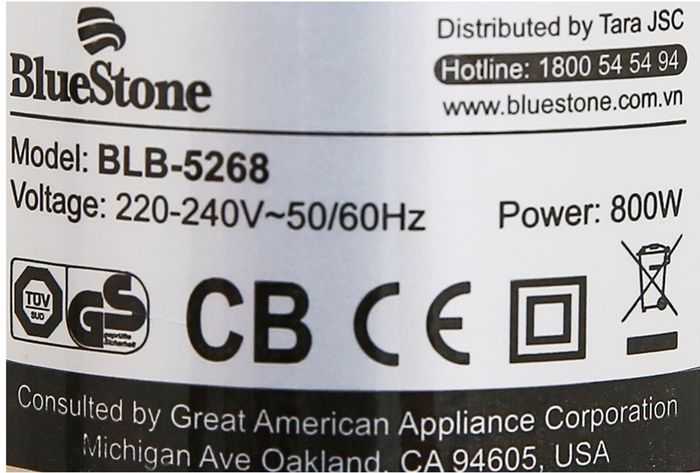 BlueStone
Distributed by Tara JSC
Hotline: 1800 54 54 94
www.bluestone.com.vn
Model: BLB-5268
Voltage: 220-240V~50/60Hz
Power: 800W
TÜV
SÜD
GS
geprüfte
Sicherheit
CB
CE
Consulted by Great American Appliance Corporation
Michigan Ave Oakland, CA 94605, USA